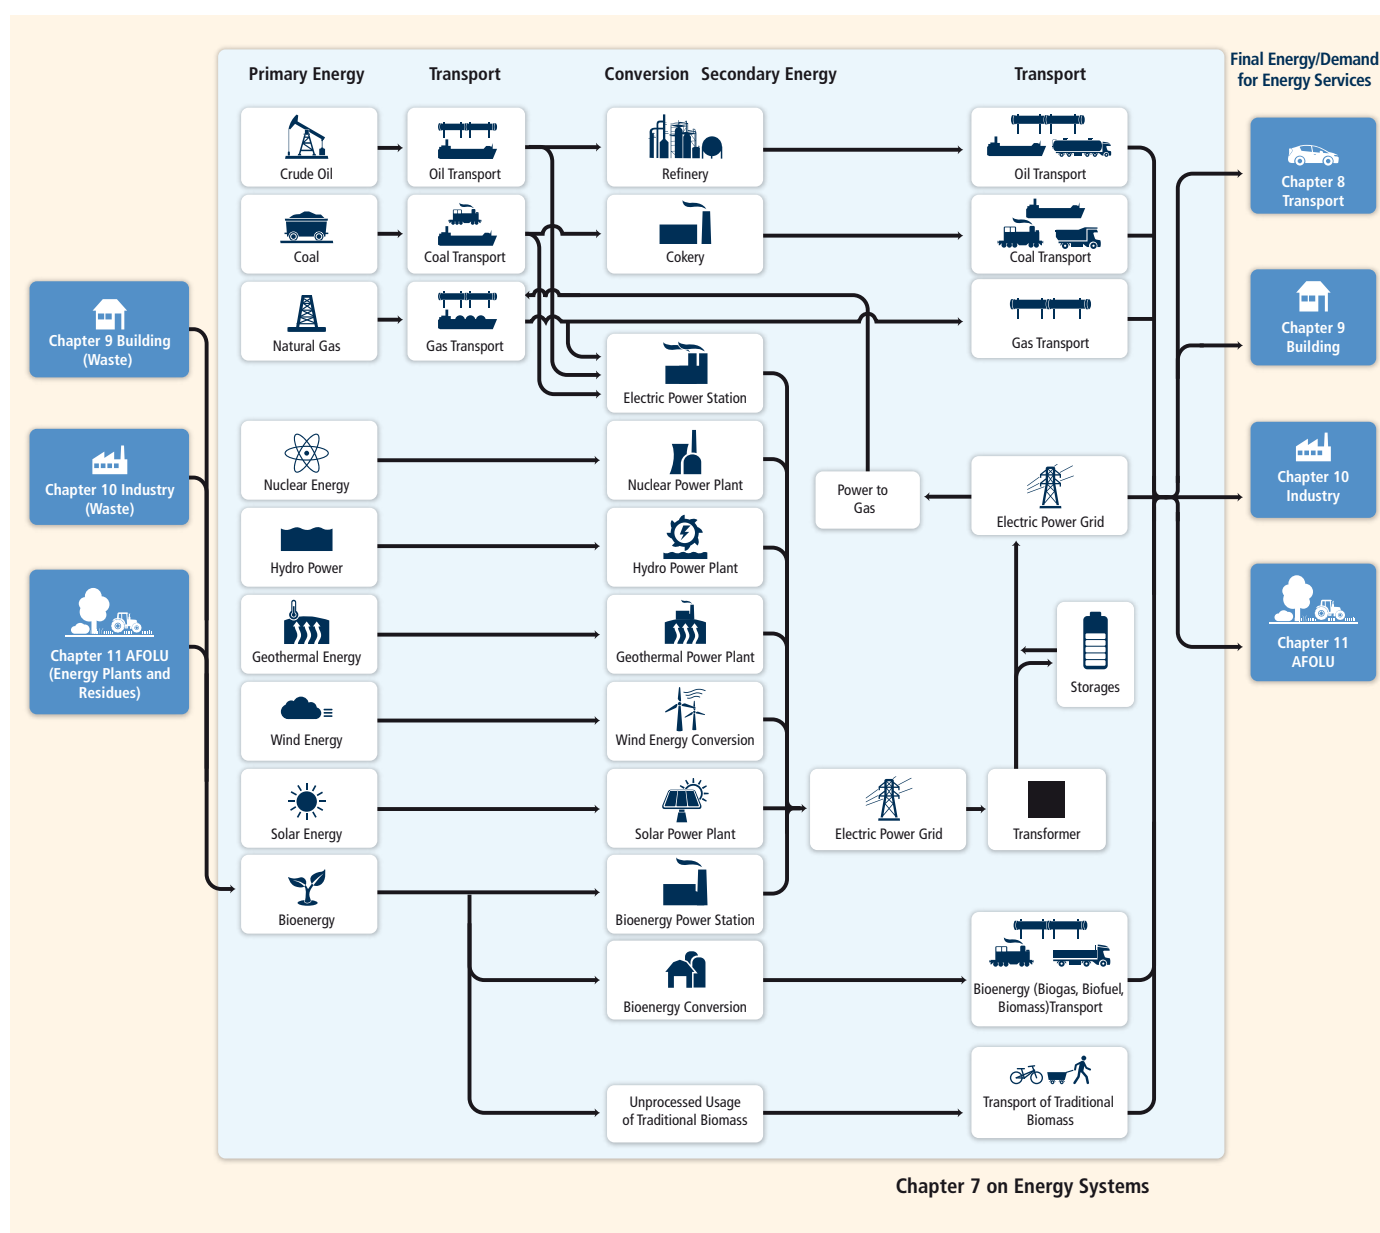 Primary Energy
Transport
Conversion
Secondary Energy
Transport
Final Energy/Demand
for Energy Services
Crude Oil
Oil Transport
Refinery
Oil Transport
Chapter 8
Transport
Coal
Coal Transport
Cokery
Coal Transport
Chapter 9 Building
(Waste)
Natural Gas
Gas Transport
Gas Transport
Chapter 9
Building
Electric Power Station
Chapter 10 Industry
(Waste)
Nuclear Energy
Nuclear Power Plant
Power to
Gas
Electric Power Grid
Chapter 10
Industry
Hydro Power
Hydro Power Plant
Chapter 11 AFOLU
(Energy Plants and
Residues)
Geothermal Energy
Geothermal Power Plant
Storages
Chapter 11
AFOLU
Wind Energy
Wind Energy Conversion
Solar Energy
Solar Power Plant
Electric Power Grid
Transformer
Bioenergy
Bioenergy Power Station
Bioenergy Conversion
Bioenergy (Biogas, Biofuel,
Biomass)Transport
Unprocessed Usage
of Traditional Biomass
Transport of Traditional
Biomass
Chapter 7 on Energy Systems